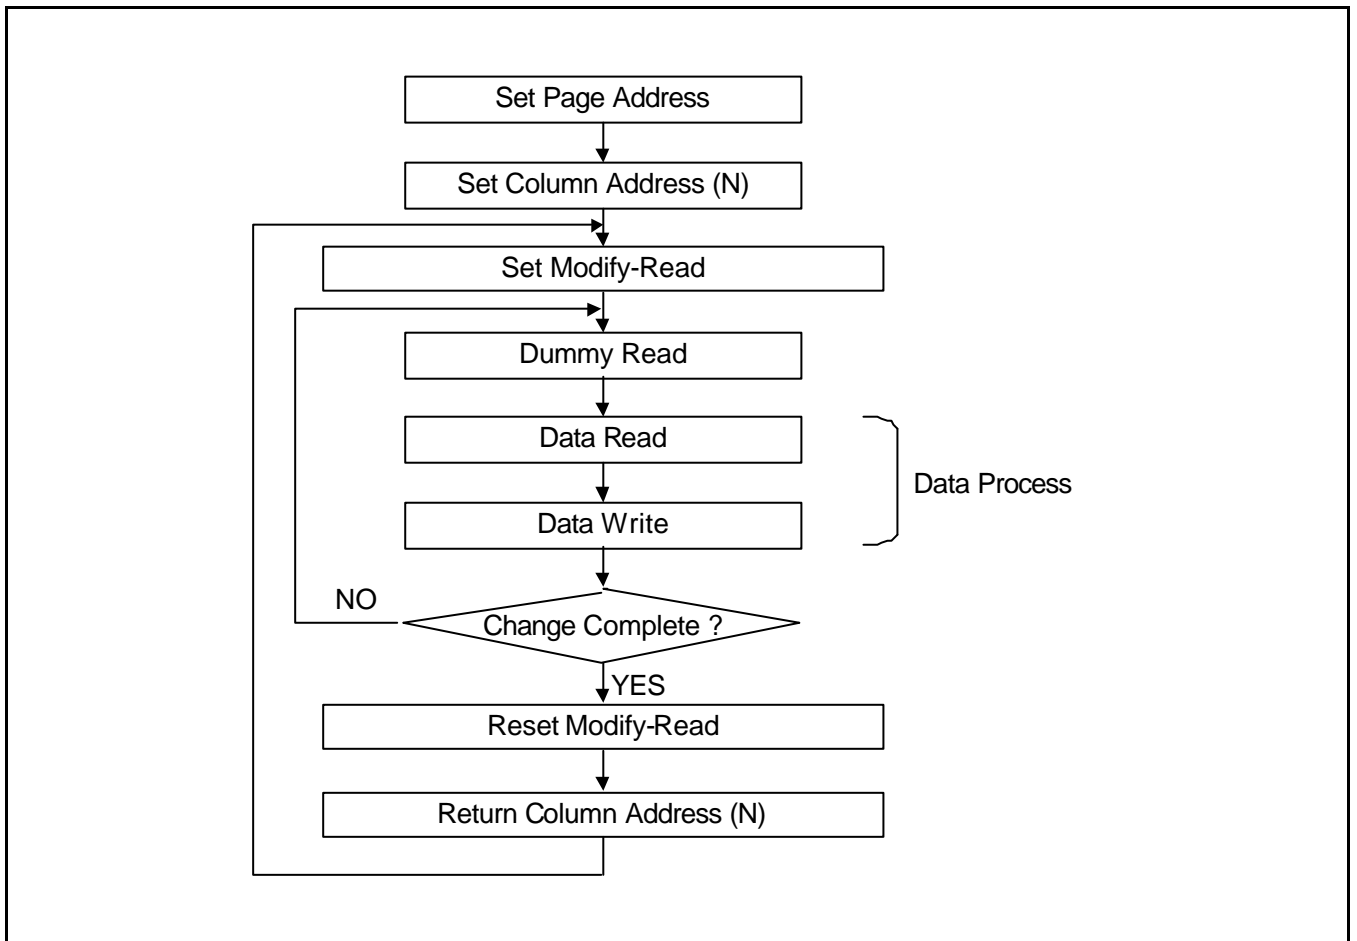 Set Page Address
Set Column Address (N)
Set Modify-Read
Dummy Read
Data Read
Data Process
Data Write
NO
Change Complete ?
YES
Reset Modify-Read
Return Column Address (N)